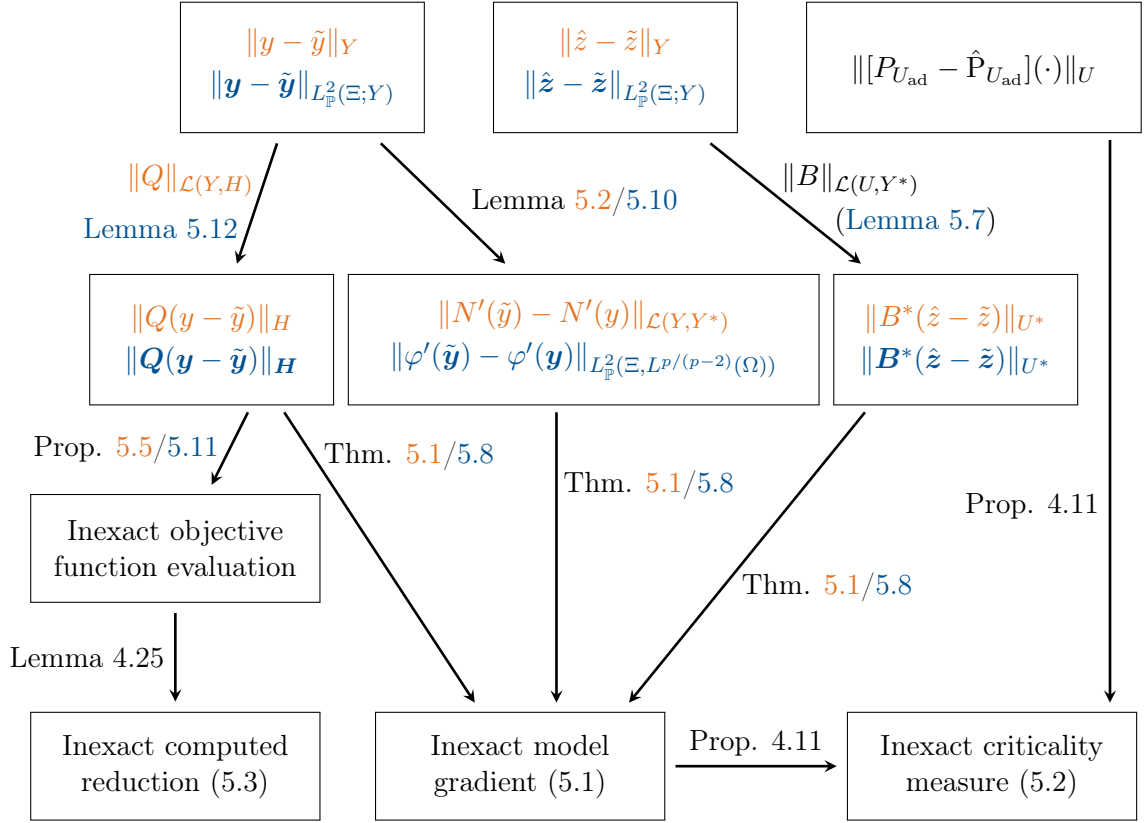 ‖y − ỹ‖_Y
‖𝒚 − 𝒚̃‖_{L²_ℙ(Ξ;Y)}
‖ẑ − z̃‖_Y
‖𝒛̂ − 𝒛̃‖_{L²_ℙ(Ξ;Y)}
‖[P_{U_ad} − P̂_{U_ad}](·)‖_U
‖Q‖_{ℒ(Y,H)}
Lemma 5.12
Lemma 5.2/5.10
‖B‖_{ℒ(U,Y*)}
(Lemma 5.7)
‖Q(y − ỹ)‖_H
‖𝑸(𝒚 − 𝒚̃)‖_𝑯
‖N′(ỹ) − N′(y)‖_{ℒ(Y,Y*)}
‖φ′(𝒚̃) − φ′(𝒚)‖_{L²_ℙ(Ξ,L^{p/(p−2)}(Ω))}
‖B*(ẑ − z̃)‖_{U*}
‖𝑩*(𝒛̂ − 𝒛̃)‖_{U*}
Prop. 5.5/5.11
Thm. 5.1/5.8
Thm. 5.1/5.8
Prop. 4.11
Inexact objective
function evaluation
Thm. 5.1/5.8
Lemma 4.25
Inexact computed
reduction (5.3)
Inexact model
gradient (5.1)
Prop. 4.11
Inexact criticality
measure (5.2)